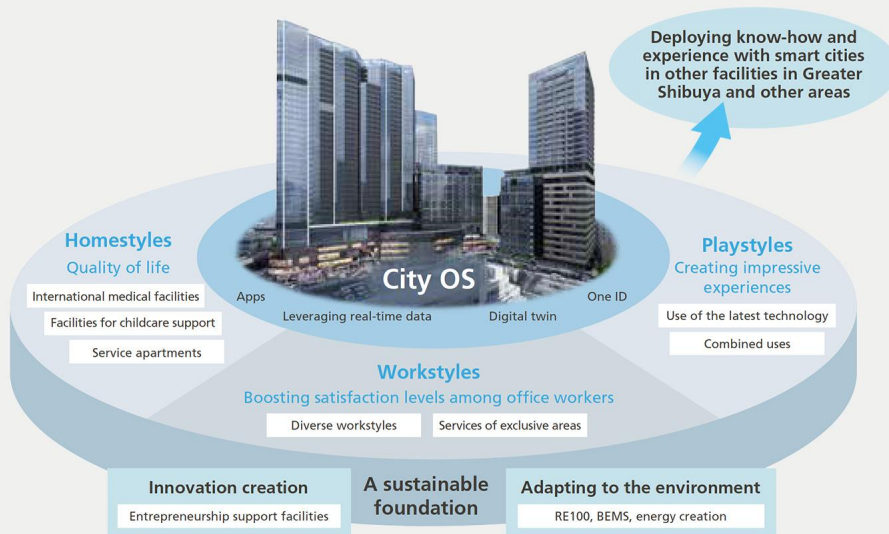 Deploying know-how and
experience with smart cities
in other facilities in Greater
Shibuya and other areas
Homestyles
Quality of life
International medical facilities
Facilities for childcare support
Service apartments
City OS
Apps
Leveraging real-time data
Digital twin
One ID
Playstyles
Creating impressive
experiences
Use of the latest technology
Combined uses
Workstyles
Boosting satisfaction levels among office workers
Diverse workstyles
Services of exclusive areas
Innovation creation
Entrepreneurship support facilities
A sustainable
foundation
Adapting to the environment
RE100, BEMS, energy creation